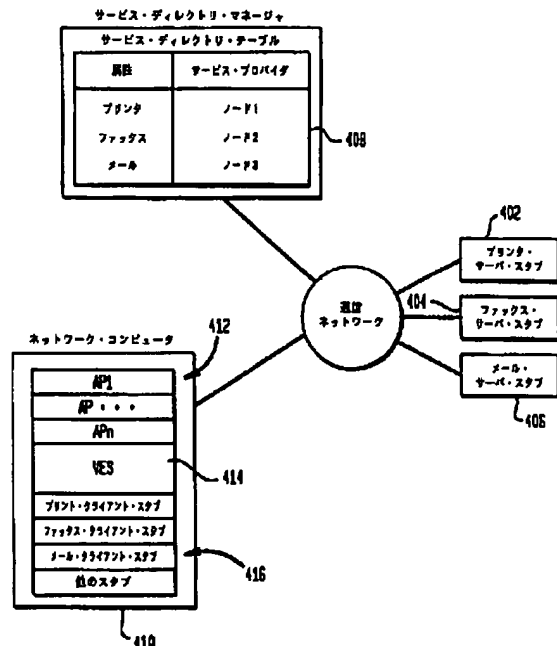 サービス・ディレクトリ・マネージャ
サービス・ディレクトリ・テーブル
属性
サービス・プロバイダ
プリンタ
ノード1
ファックス
ノード2
メール
ノード3
408
402
プリンタ・
サーバ・スタブ
404
ファックス・
サーバ・スタブ
メール・
サーバ・スタブ
406
通信
ネットワーク
ネットワーク・コンピュータ
412
AP1
AP・・・
APn
VES
414
プリント・クライアント・スタブ
ファックス・クライアント・スタブ
メール・クライアント・スタブ
416
他のスタブ
410